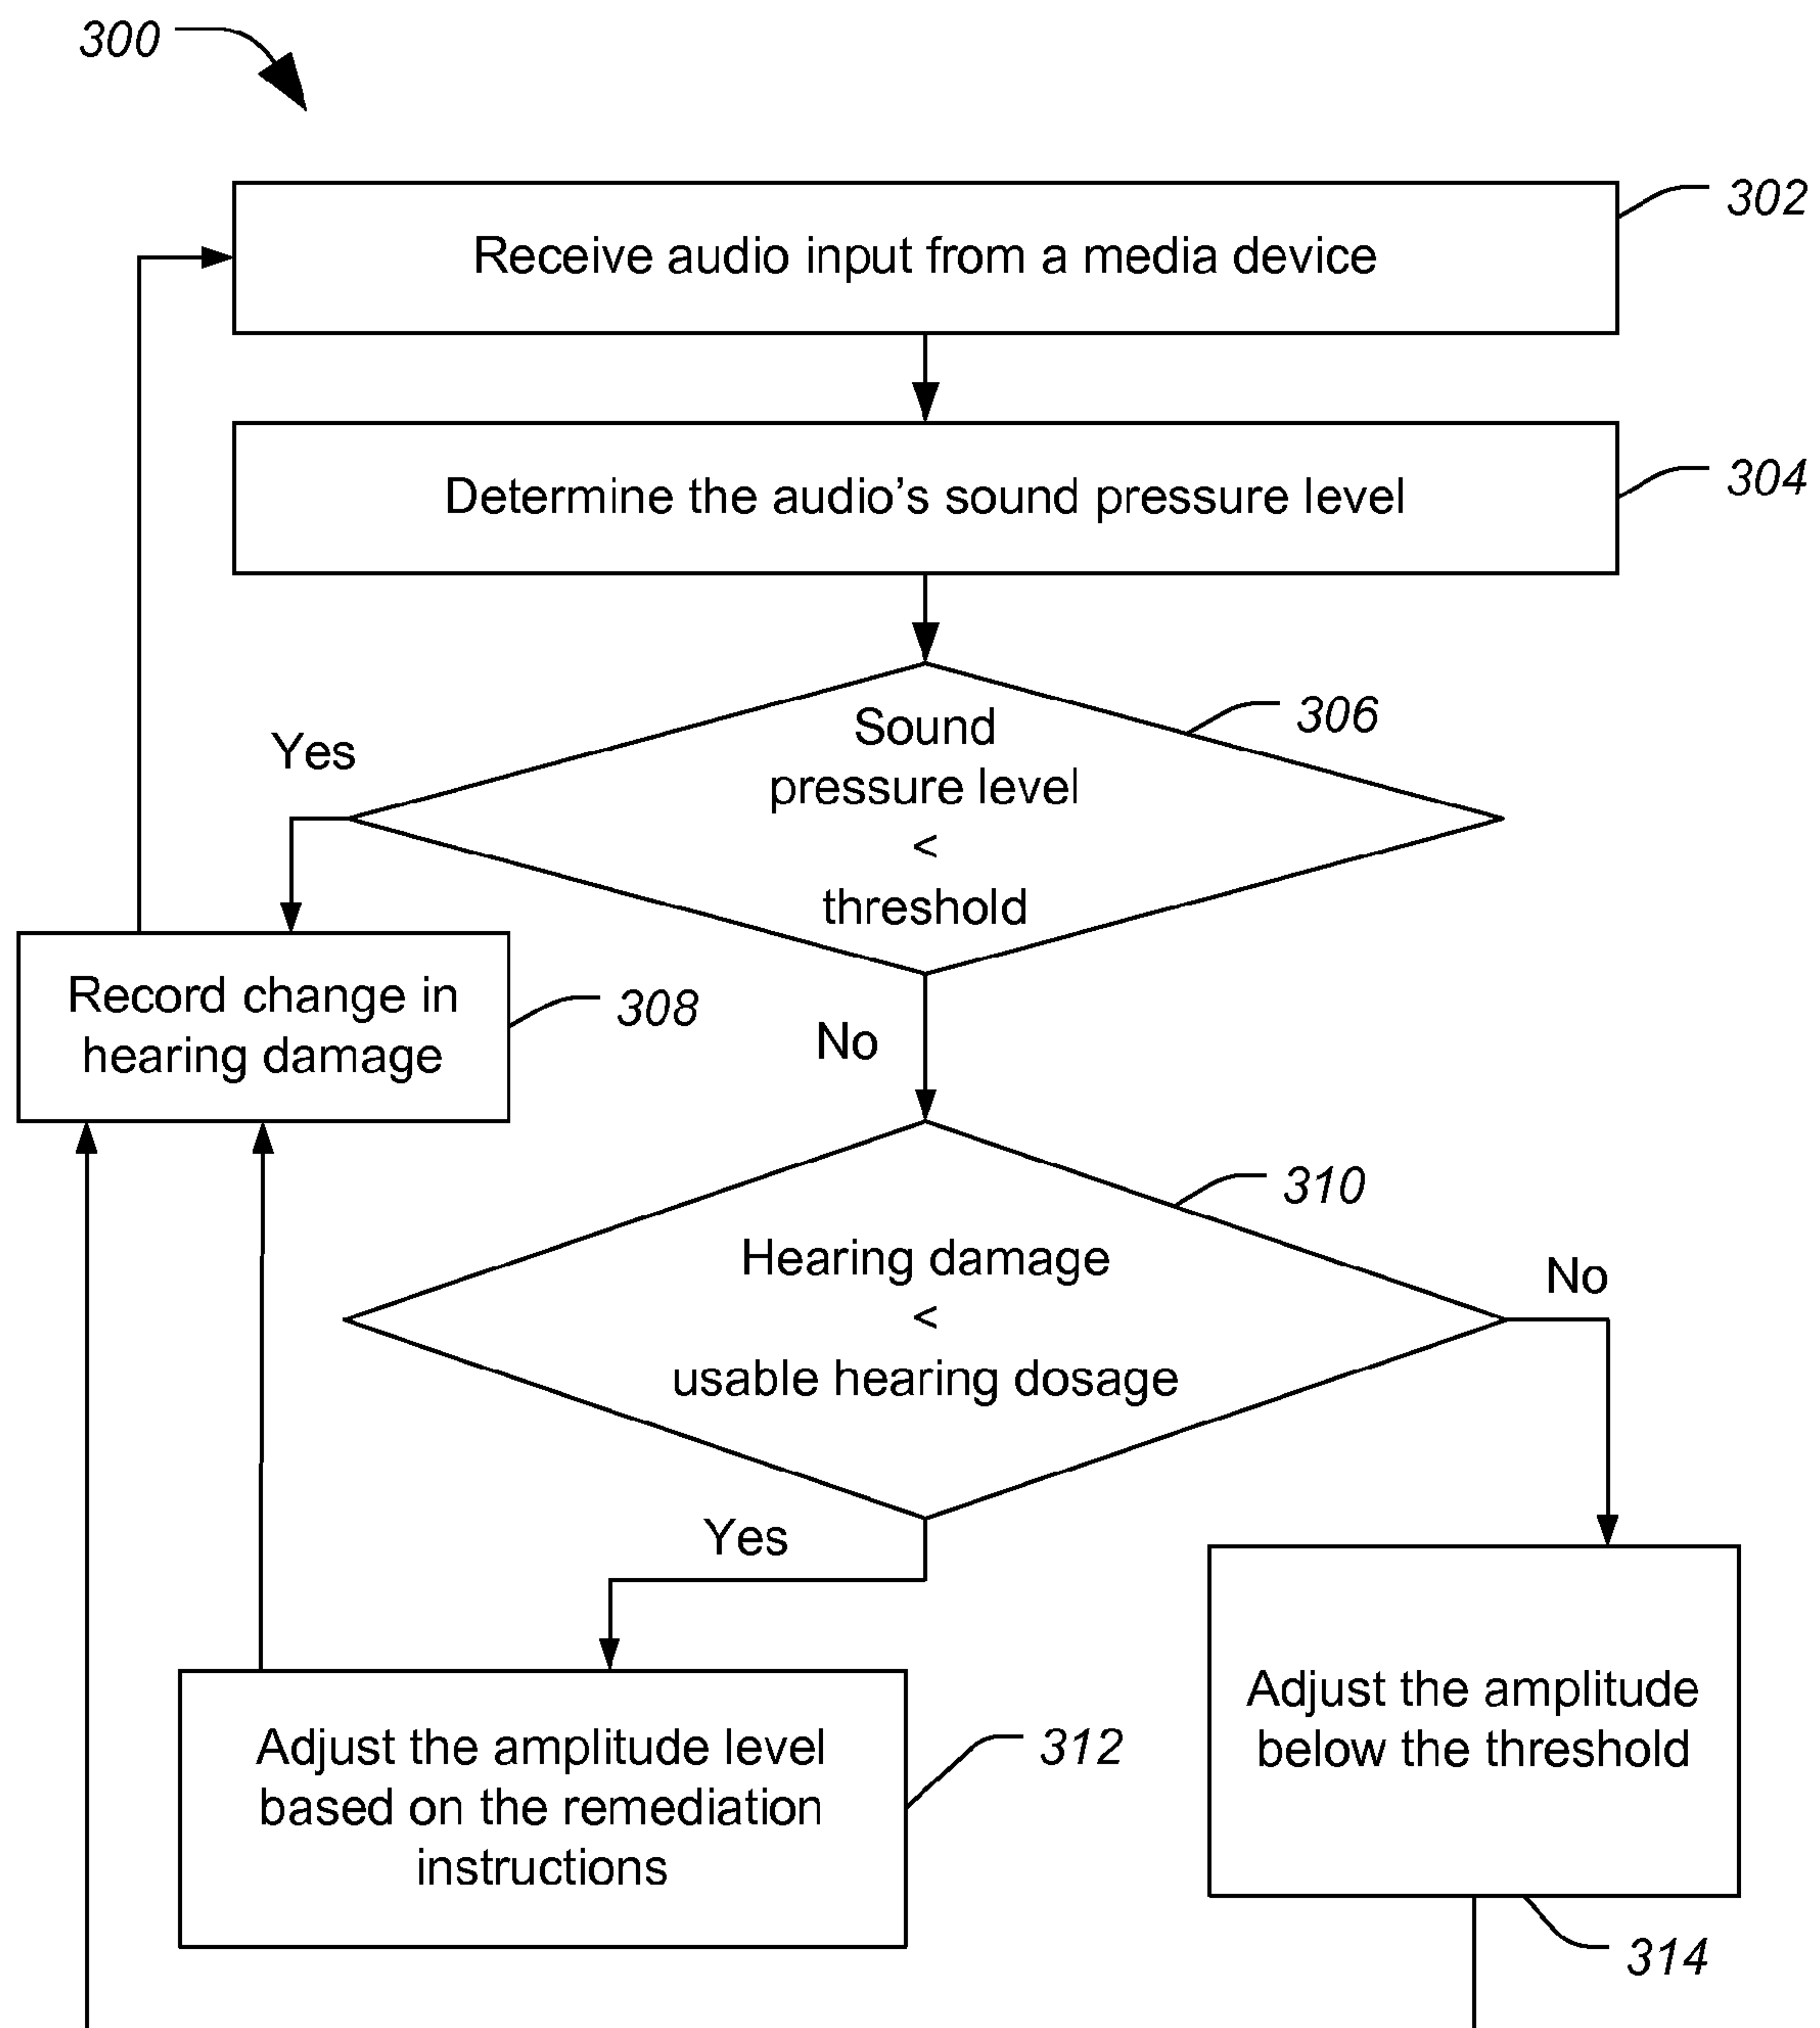 300
302
Receive audio input from a media device
304
Determine the audio’s sound pressure level
306
Sound
pressure level
<
threshold
Yes
Record change in
hearing damage
308
No
310
Hearing damage
<
usable hearing dosage
No
Yes
Adjust the amplitude level
based on the remediation
instructions
312
Adjust the amplitude
below the threshold
314